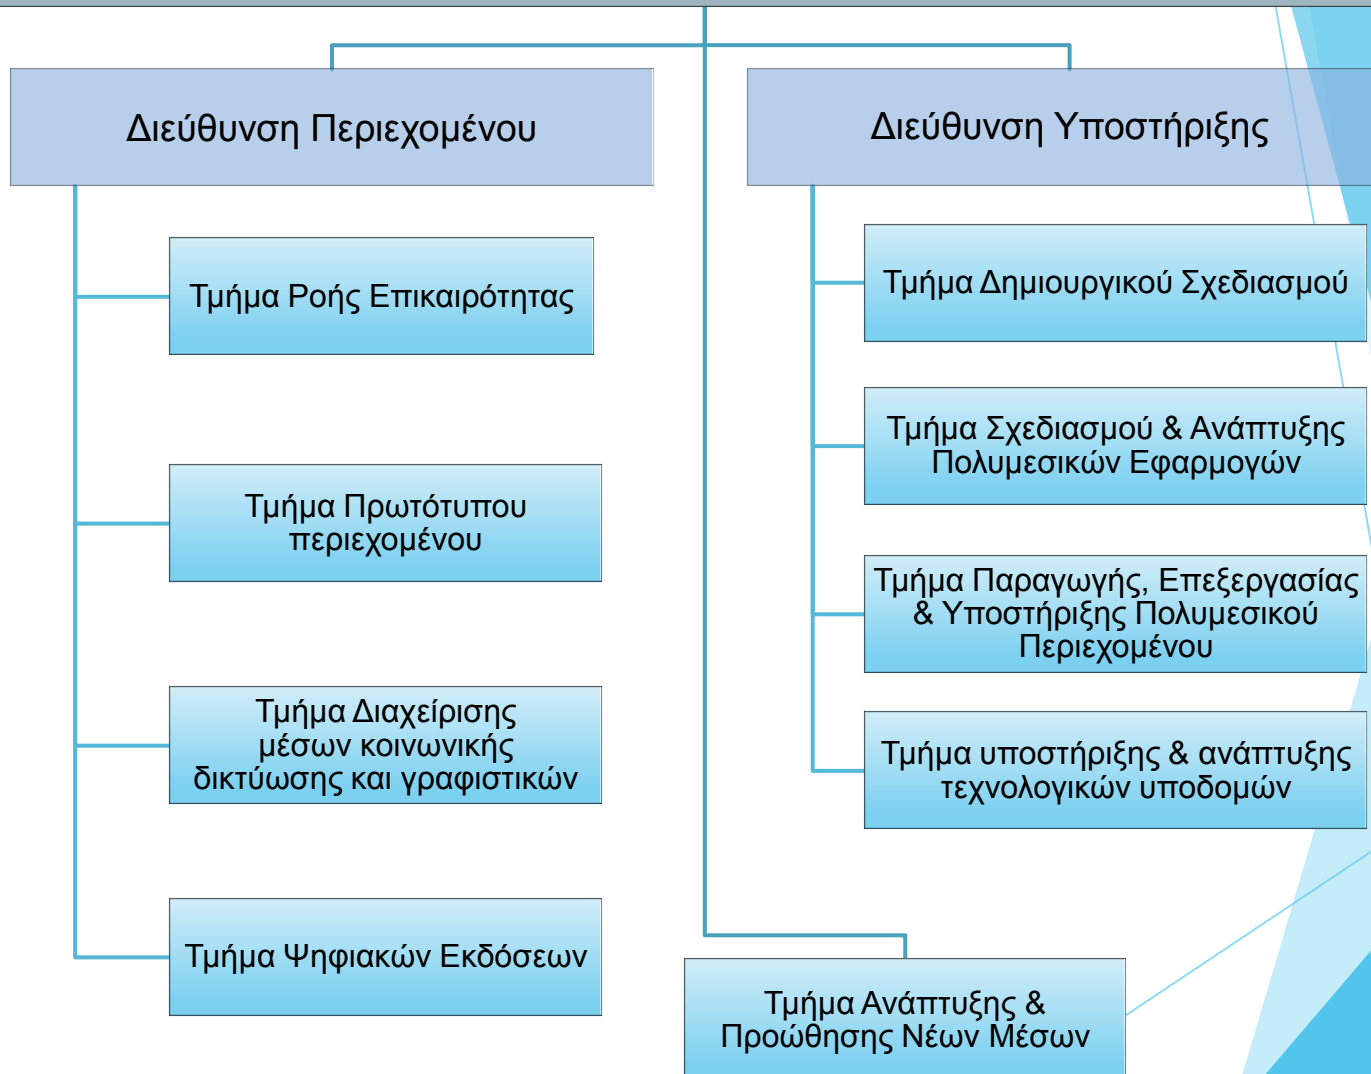 Διεύθυνση Περιεχομένου
Τμήμα Ροής Επικαιρότητας
Τμήμα Πρωτότυπου
περιεχομένου
Τμήμα Διαχείρισης
μέσων κοινωνικής
δικτύωσης και γραφιστικών
Τμήμα Ψηφιακών Εκδόσεων
Διεύθυνση Υποστήριξης
Τμήμα Δημιουργικού Σχεδιασμού
Τμήμα Σχεδιασμού & Ανάπτυξης
Πολυμεσικών Εφαρμογών
Τμήμα Παραγωγής, Επεξεργασίας
& Υποστήριξης Πολυμεσικού
Περιεχομένου
Τμήμα υποστήριξης & ανάπτυξης
τεχνολογικών υποδομών
Τμήμα Ανάπτυξης &
Προώθησης Νέων Μέσων